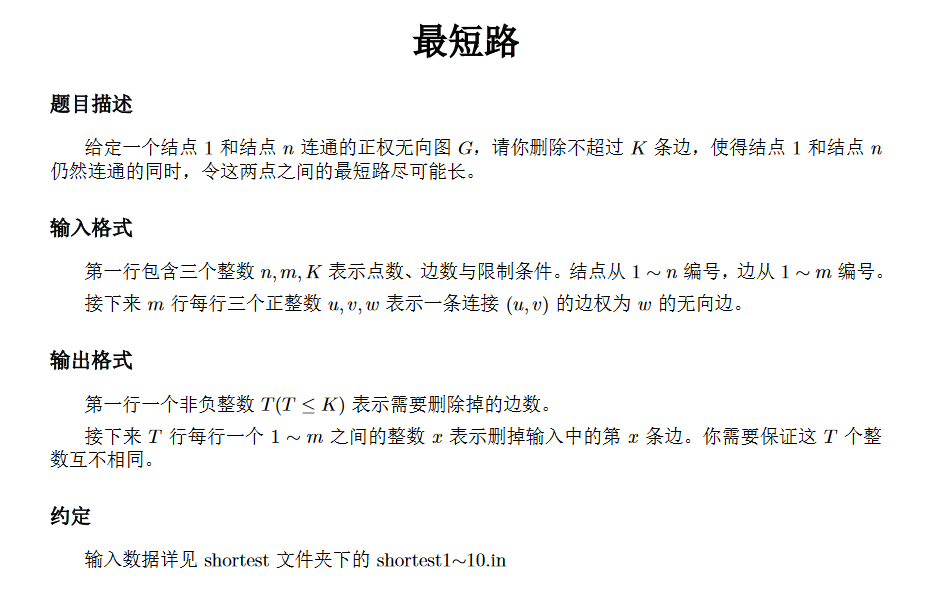 最短路
题目描述
给定一个结点 1 和结点 n 连通的正权无向图 G，请你删除不超过 K 条边，使得结点 1 和结点 n
仍然连通的同时，令这两点之间的最短路尽可能长。
输入格式
第一行包含三个整数 n, m, K 表示点数、边数与限制条件。结点从 1 ∼ n 编号，边从 1 ∼ m 编号。
接下来 m 行每行三个正整数 u, v, w 表示一条连接 (u, v) 的边权为 w 的无向边。
输出格式
第一行一个非负整数 T(T ≤ K) 表示需要删除掉的边数。
接下来 T 行每行一个 1 ∼ m 之间的整数 x 表示删掉输入中的第 x 条边。你需要保证这 T 个整
数互不相同。
约定
输入数据详见 shortest 文件夹下的 shortest1∼10.in